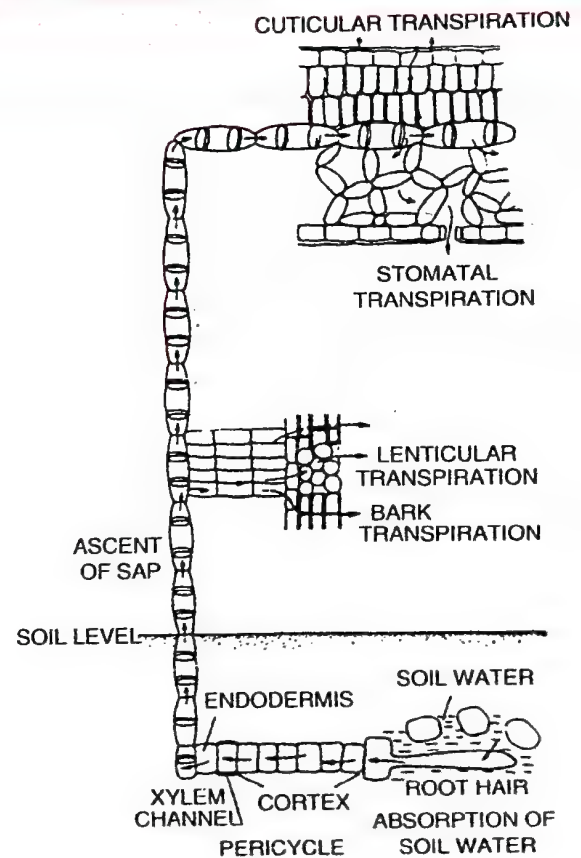 CUTICULAR TRANSPIRATION
STOMATAL
TRANSPIRATION
LENTICULAR
TRANSPIRATION
BARK
TRANSPIRATION
ASCENT
OF SAP
SOIL LEVEL
SOIL WATER
ENDODERMIS
ROOT HAIR
XYLEM
CHANNEL
CORTEX
PERICYCLE
ABSORPTION OF
SOIL WATER